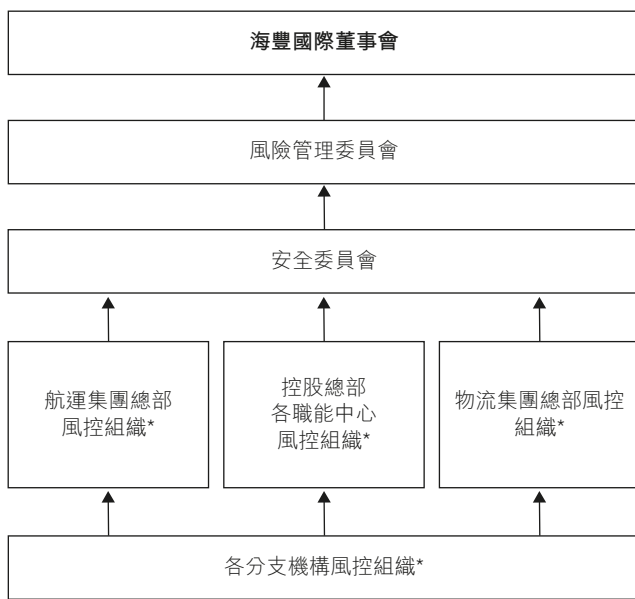 海豐國際董事會
風險管理委員會
安全委員會
航運集團總部
風控組織*
控股總部
各職能中心
風控組織*
物流集團總部風控
組織*
各分支機構風控組織*